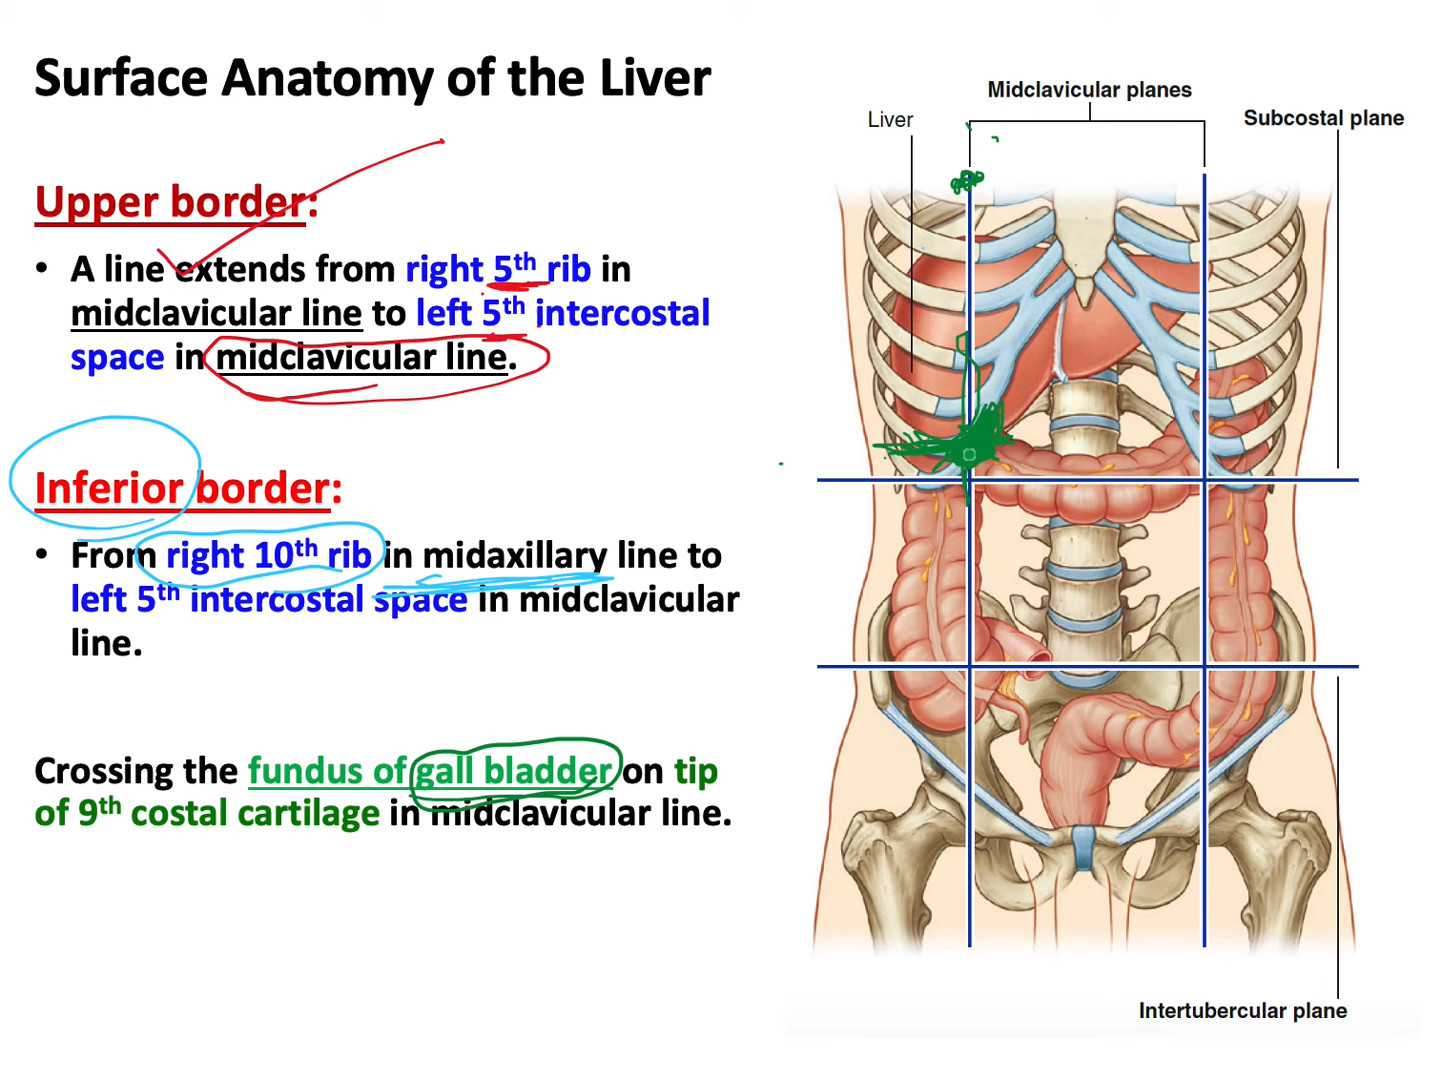 Surface Anatomy of the Liver
Upper border:
• A line extends from right 5th rib in
midclavicular line to left 5th intercostal
space in midclavicular line.
Inferior border:
• From right 10th rib in midaxillary line to
left 5th intercostal space in midclavicular
line.
Crossing the fundus of gall bladder on tip
of 9th costal cartilage in midclavicular line.
Midclavicular planes
Liver
Subcostal plane
Intertubercular plane